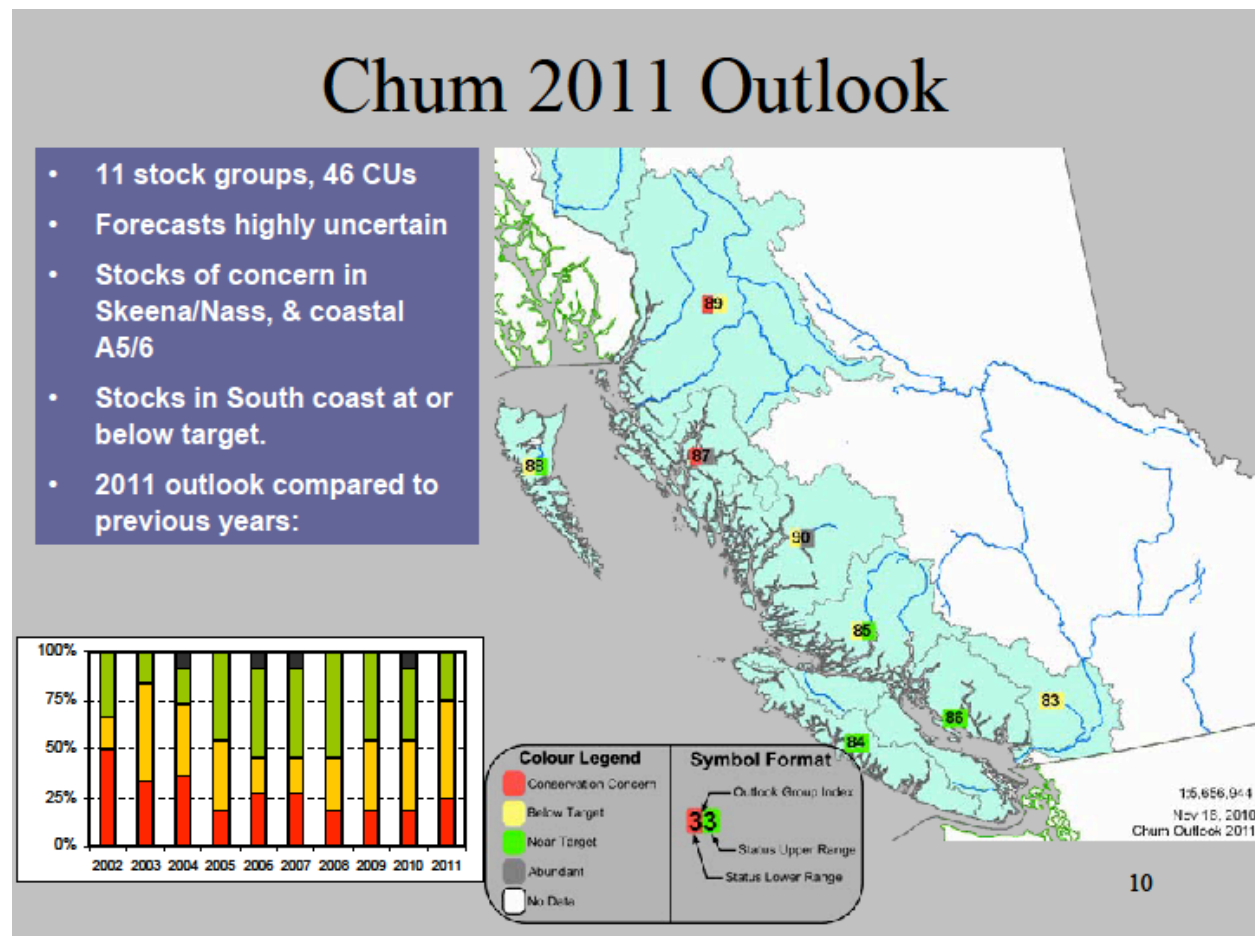 Chum 2011 Outlook
• 11 stock groups, 46 CUs
• Forecasts highly uncertain
• Stocks of concern in
Skeena/Nass, & coastal
A5/6
• Stocks in South coast at or
below target.
• 2011 outlook compared to
previous years:
89
88
87
90
85
83
86
84
100%
75%
50%
25%
0%
2002 2003 2004 2005 2006 2007 2008 2009 2010 2011
Colour Legend
Conservation Concern
Below Target
Near Target
Abundant
No Data
Symbol Format
Outlook Group Index
33
Status Upper Range
Status Lower Range
1:5,656,944
Nov 16, 2010
Chum Outlook 2011
10